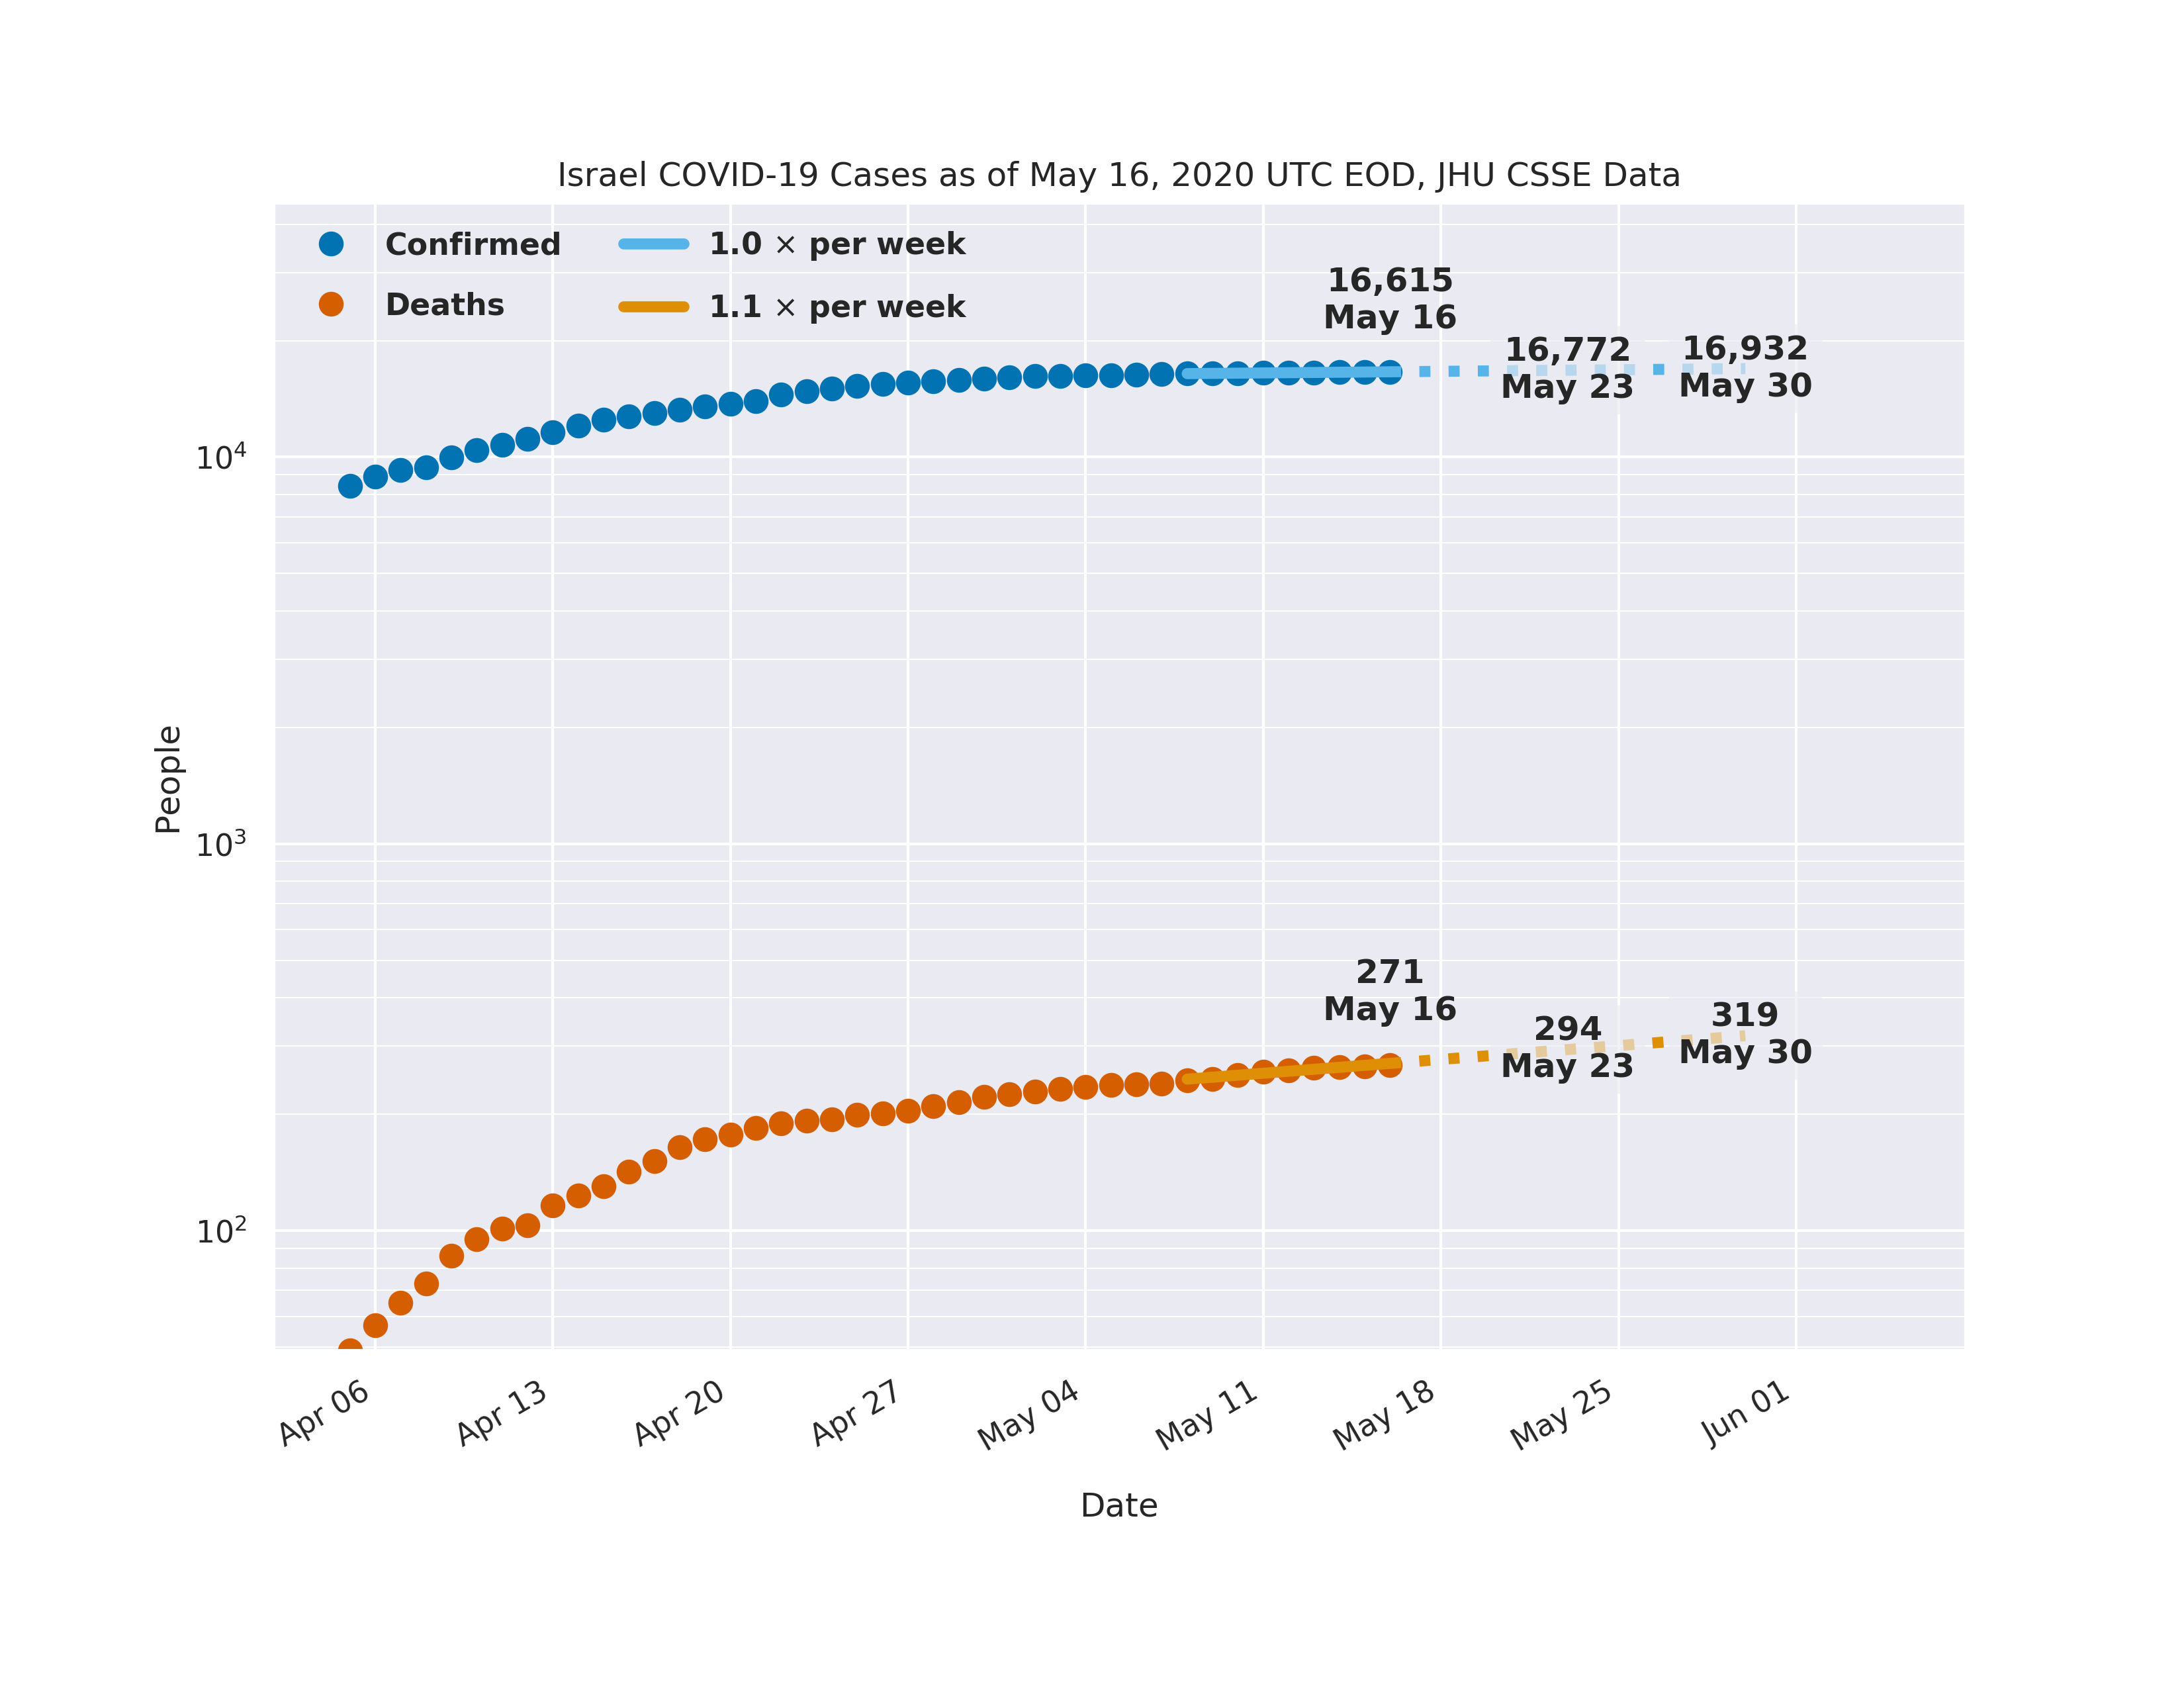 Israel COVID-19 Cases as of May 16, 2020 UTC EOD, JHU CSSE Data
Confirmed
Deaths
1.0 × per week
1.1 × per week
16,615
May 16
16,772
May 23
16,932
May 30
271
May 16
294
May 23
319
May 30
People
10⁴
10³
10²
Apr 06
Apr 13
Apr 20
Apr 27
May 04
May 11
May 18
May 25
Jun 01
Date